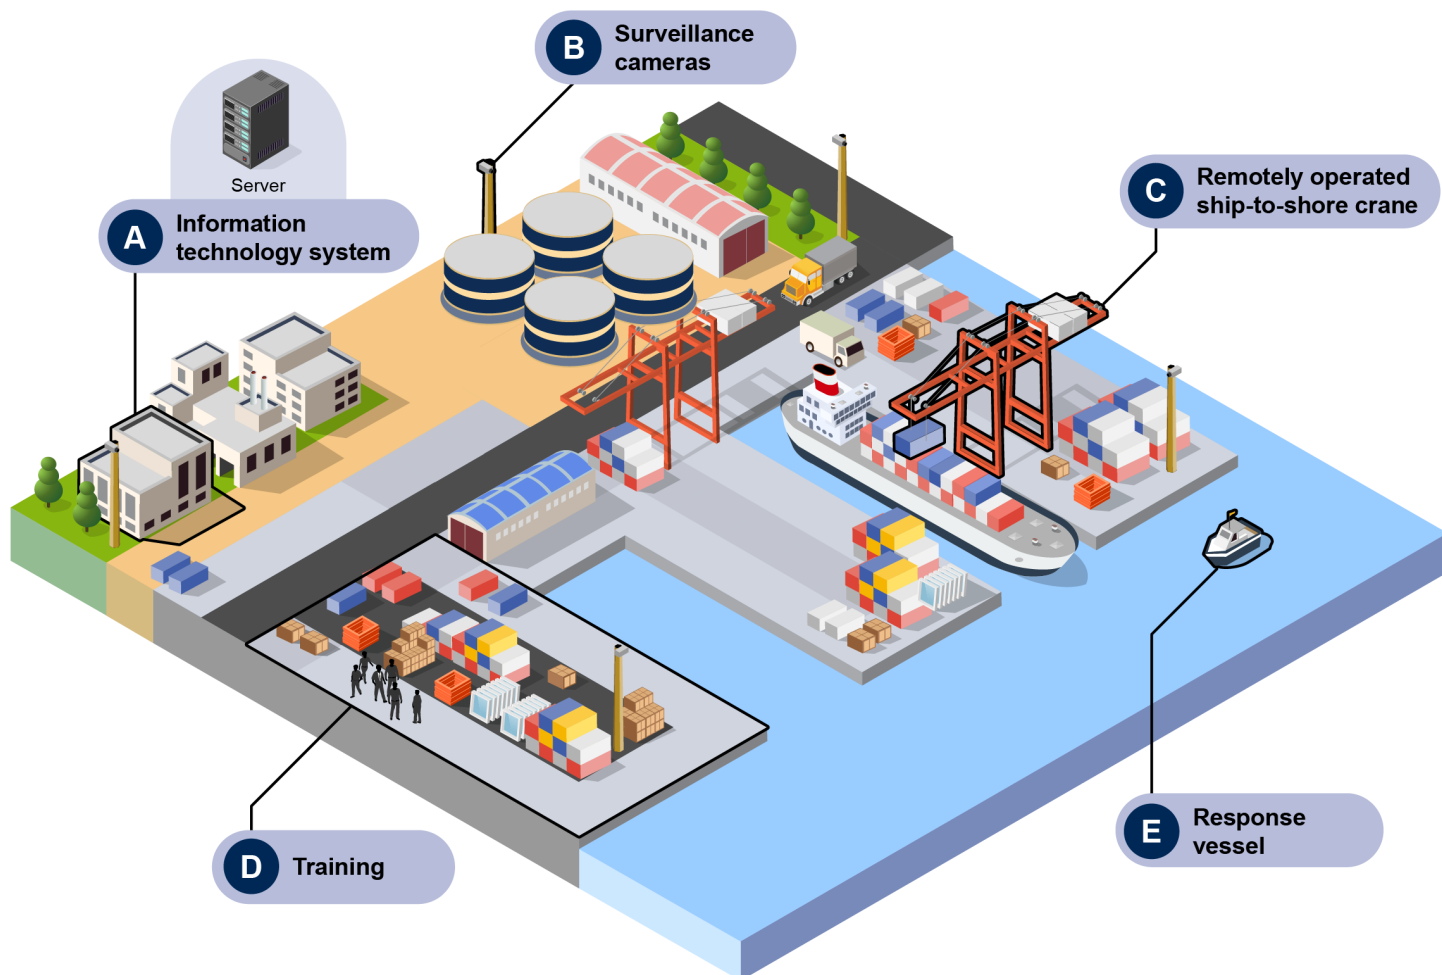 B
Surveillance
cameras
Server
A
Information
technology system
C
Remotely operated
ship-to-shore crane
D
Training
E
Response
vessel